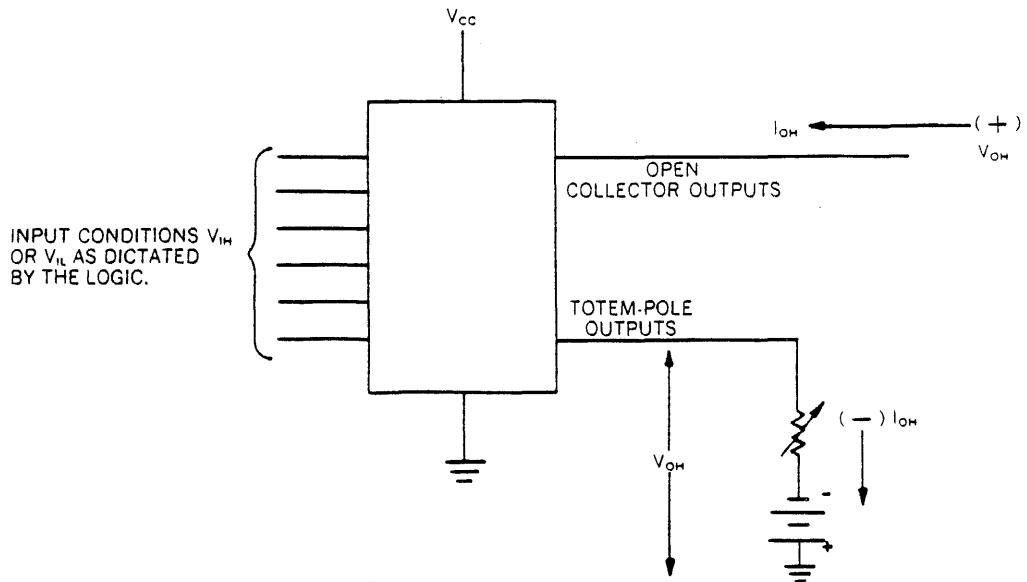 VCC
IOH
(+)
VOH
OPEN
COLLECTOR OUTPUTS
INPUT CONDITIONS VIH
OR VIL AS DICTATED
BY THE LOGIC.
TOTEM-POLE
OUTPUTS
VOH
(-) IOH
-
+